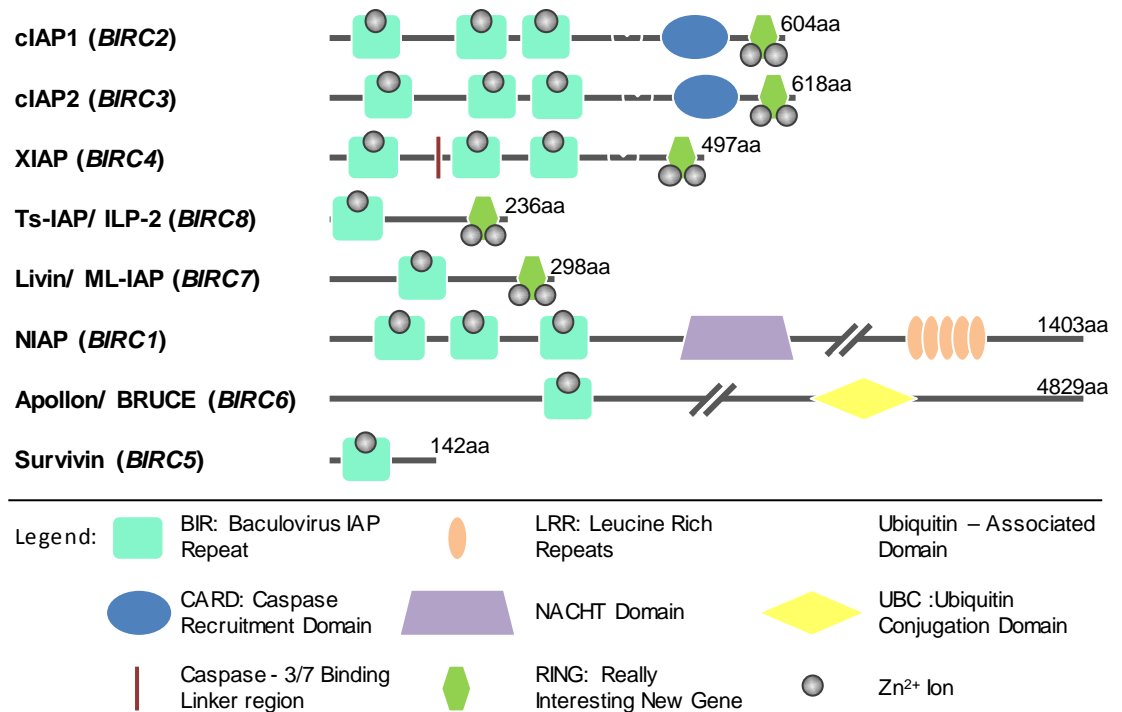 cIAP1 (BIRC2)
604aa
cIAP2 (BIRC3)
618aa
XIAP (BIRC4)
497aa
Ts-IAP/ ILP-2 (BIRC8)
236aa
Livin/ ML-IAP (BIRC7)
298aa
NIAP (BIRC1)
1403aa
Apollon/ BRUCE (BIRC6)
4829aa
Survivin (BIRC5)
142aa
Legend:
BIR: Baculovirus IAP
Repeat
LRR: Leucine Rich
Repeats
Ubiquitin – Associated
Domain
CARD: Caspase
Recruitment Domain
NACHT Domain
UBC :Ubiquitin
Conjugation Domain
Caspase - 3/7 Binding
Linker region
RING: Really
Interesting New Gene
Zn²⁺ Ion